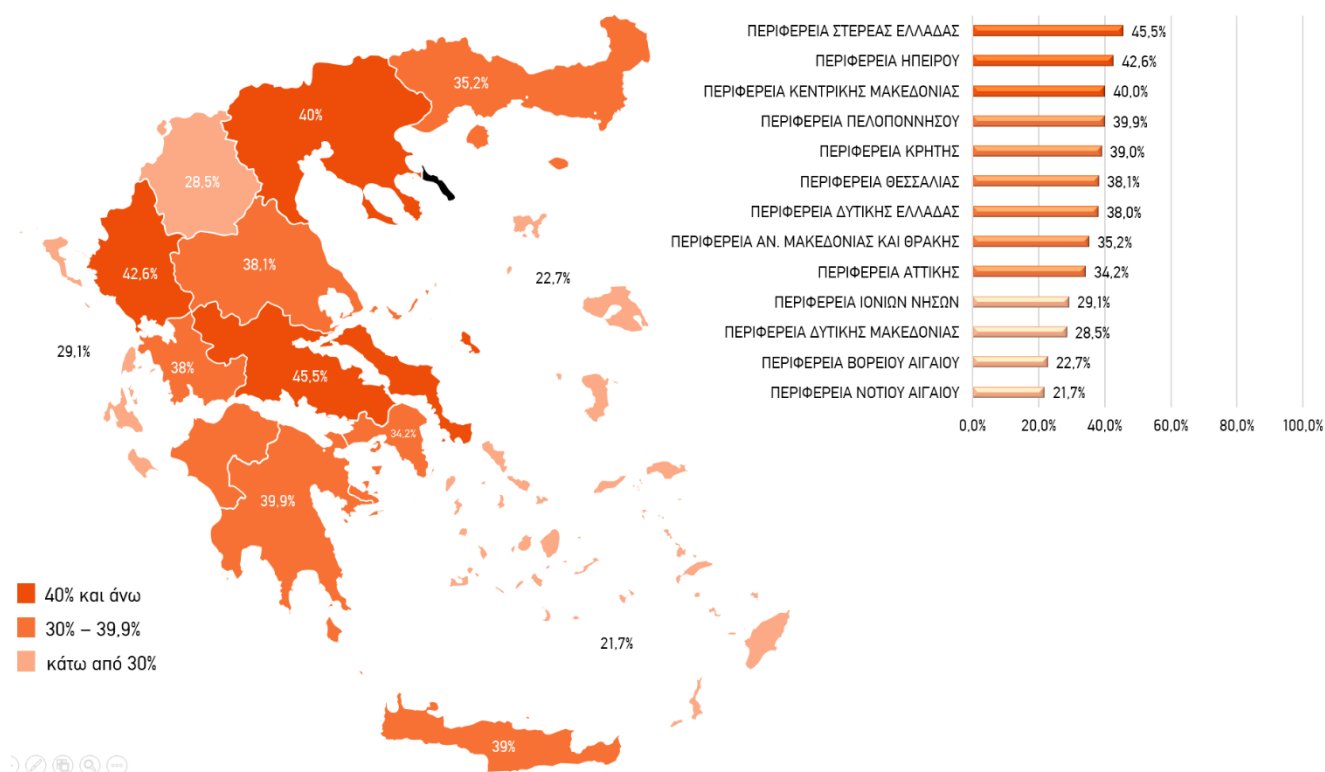 35,2%
40%
28,5%
42,6%
38,1%
22,7%
29,1%
38%
45,5%
34,2%
39,9%
21,7%
39%
40% και άνω
30% – 39,9%
κάτω από 30%
ΠΕΡΙΦΕΡΕΙΑ ΣΤΕΡΕΑΣ ΕΛΛΑΔΑΣ 45,5%
ΠΕΡΙΦΕΡΕΙΑ ΗΠΕΙΡΟΥ 42,6%
ΠΕΡΙΦΕΡΕΙΑ ΚΕΝΤΡΙΚΗΣ ΜΑΚΕΔΟΝΙΑΣ 40,0%
ΠΕΡΙΦΕΡΕΙΑ ΠΕΛΟΠΟΝΝΗΣΟΥ 39,9%
ΠΕΡΙΦΕΡΕΙΑ ΚΡΗΤΗΣ 39,0%
ΠΕΡΙΦΕΡΕΙΑ ΘΕΣΣΑΛΙΑΣ 38,1%
ΠΕΡΙΦΕΡΕΙΑ ΔΥΤΙΚΗΣ ΕΛΛΑΔΑΣ 38,0%
ΠΕΡΙΦΕΡΕΙΑ ΑΝ. ΜΑΚΕΔΟΝΙΑΣ ΚΑΙ ΘΡΑΚΗΣ 35,2%
ΠΕΡΙΦΕΡΕΙΑ ΑΤΤΙΚΗΣ 34,2%
ΠΕΡΙΦΕΡΕΙΑ ΙΟΝΙΩΝ ΝΗΣΩΝ 29,1%
ΠΕΡΙΦΕΡΕΙΑ ΔΥΤΙΚΗΣ ΜΑΚΕΔΟΝΙΑΣ 28,5%
ΠΕΡΙΦΕΡΕΙΑ ΒΟΡΕΙΟΥ ΑΙΓΑΙΟΥ 22,7%
ΠΕΡΙΦΕΡΕΙΑ ΝΟΤΙΟΥ ΑΙΓΑΙΟΥ 21,7%
0,0% 20,0% 40,0% 60,0% 80,0% 100,0%